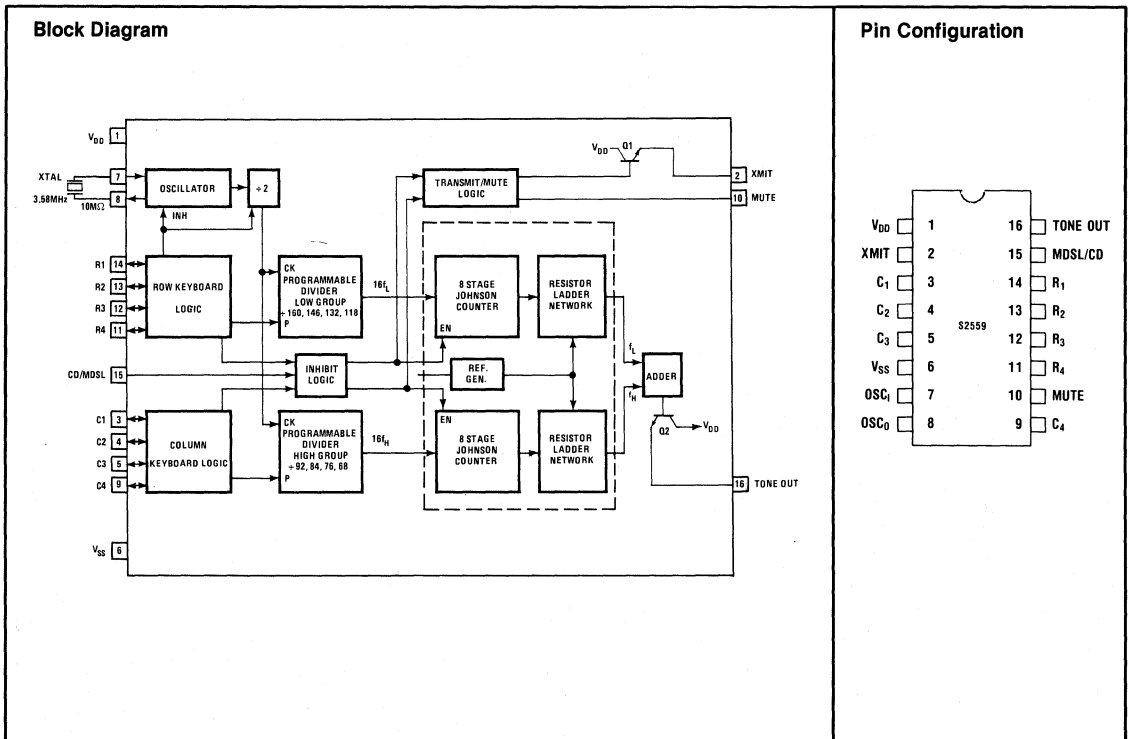 Block Diagram
V_DD 1
XTAL 7
3.58MHz 8
10MΩ
OSCILLATOR
÷2
INH
V_DD Q1
TRANSMIT/MUTE
LOGIC
2 XMIT
10 MUTE
R1 14
R2 13
R3 12
R4 11
ROW KEYBOARD
LOGIC
CK
PROGRAMMABLE
DIVIDER
LOW GROUP
÷ 160, 146, 132, 118
P
16f_L
8 STAGE
JOHNSON
COUNTER
EN
RESISTOR
LADDER
NETWORK
CD/MDSL 15
INHIBIT
LOGIC
REF.
GEN.
f_L
ADDER
f_H
C1 3
C2 4
C3 5
C4 9
COLUMN
KEYBOARD LOGIC
CK
PROGRAMMABLE
DIVIDER
HIGH GROUP
÷ 92, 84, 76, 68
P
16f_H
EN
8 STAGE
JOHNSON
COUNTER
RESISTOR
LADDER
NETWORK
Q2
V_DD
16 TONE OUT
V_SS 6
Pin Configuration
V_DD 1 16 TONE OUT
XMIT 2 15 MDSL/CD
C₁ 3 14 R₁
C₂ 4 13 R₂
C₃ 5 12 R₃
S2559
V_SS 6 11 R₄
OSC_I 7 10 MUTE
OSC_O 8 9 C₄